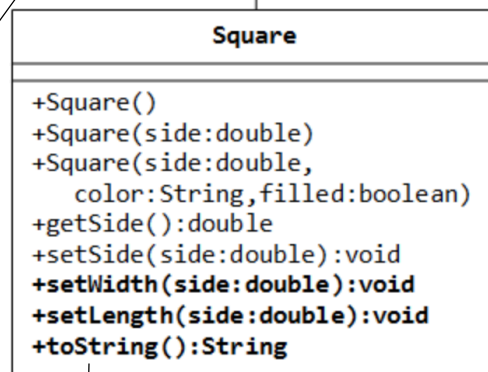 Square
+Square()
+Square(side:double)
+Square(side:double,
color:String,filled:boolean)
+getSide():double
+setSide(side:double):void
+setWidth(side:double):void
+setLength(side:double):void
+toString():String